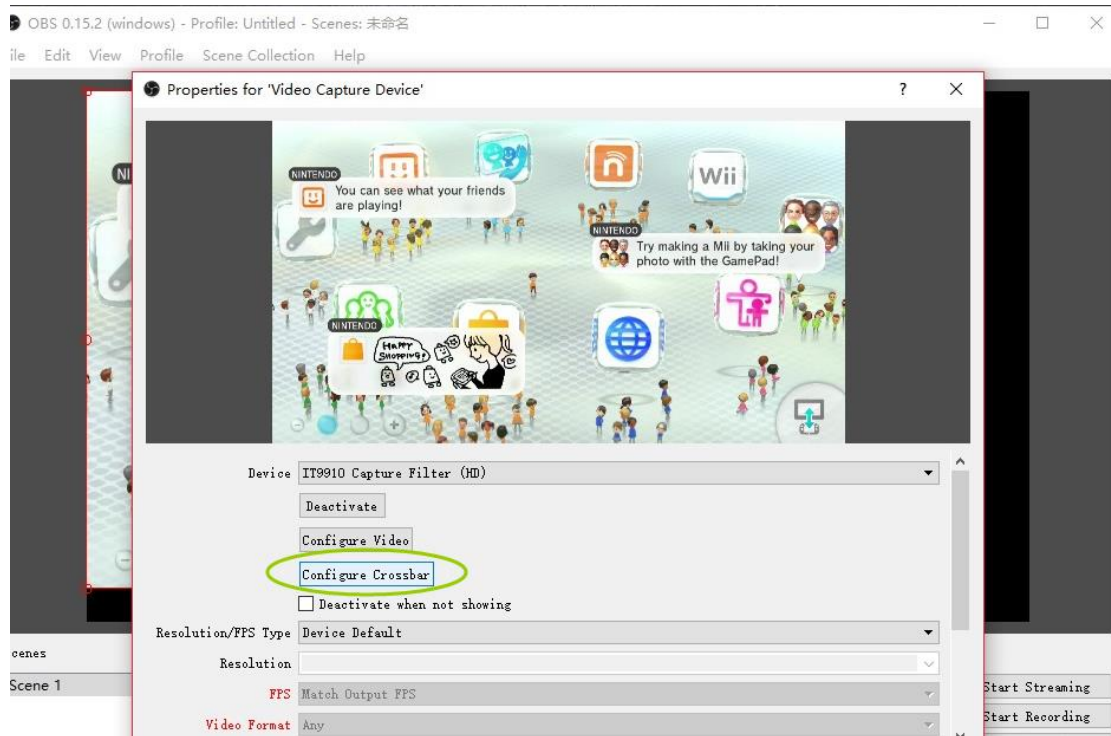 OBS 0.15.2 (windows) - Profile: Untitled - Scenes: 未命名
ile Edit View Profile Scene Collection Help
Properties for 'Video Capture Device'
?
NI
NINTENDO
You can see what your friends
are playing!
Wii
NINTENDO
Try making a Mii by taking your
photo with the GamePad!
NINTENDO
HAPPY
SHOPPING!
Device IT9910 Capture Filter (HD)
Deactivate
Configure Video
Configure Crossbar
Deactivate when not showing
Resolution/FPS Type Device Default
cenes
Resolution
Scene 1
FPS Match Output FPS
Start Streaming
Video Format Any
Start Recording